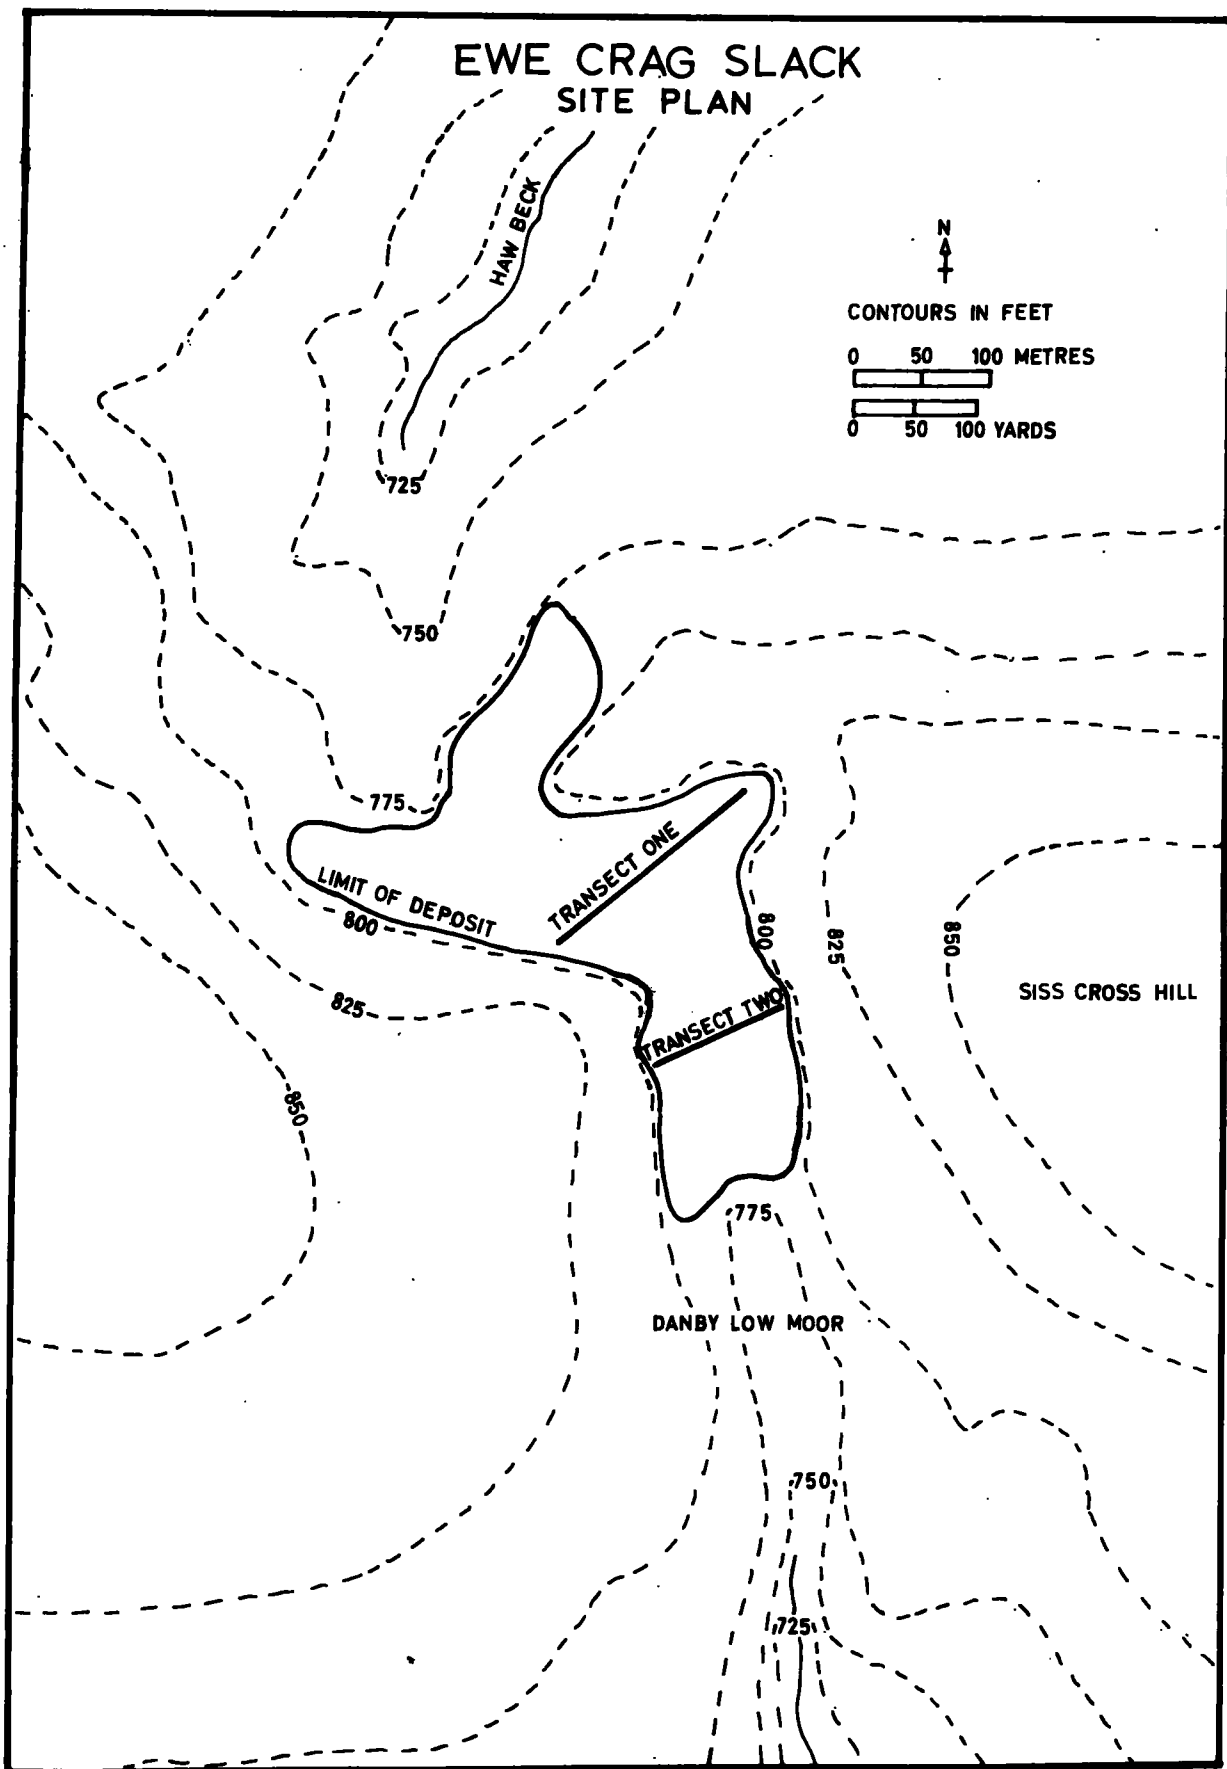 EWE CRAG SLACK
SITE PLAN
HAW BECK
N
CONTOURS IN FEET
0 50 100 METRES
0 50 100 YARDS
725
750
775
LIMIT OF DEPOSIT
TRANSECT ONE
800
800
825
850
SISS CROSS HILL
825
TRANSECT TWO
850
775
DANBY LOW MOOR
750
725